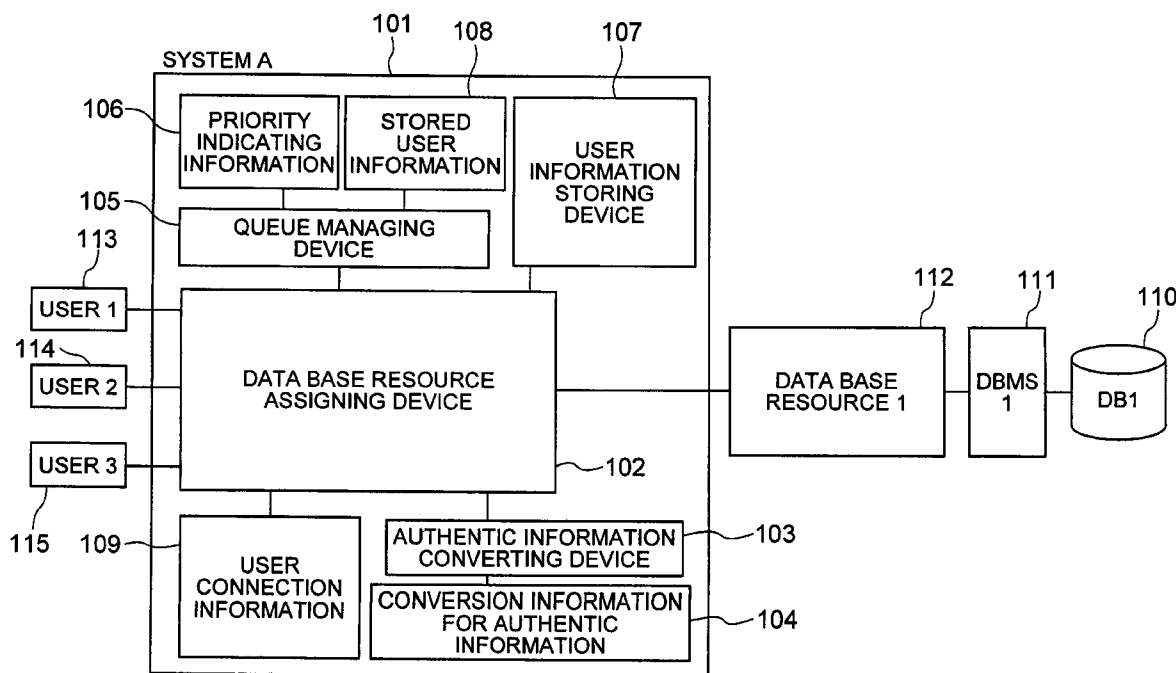 101
108
107
SYSTEM A
106
PRIORITY
INDICATING
INFORMATION
STORED
USER
INFORMATION
USER
INFORMATION
STORING
DEVICE
105
QUEUE MANAGING
DEVICE
113
USER 1
114
USER 2
USER 3
115
DATA BASE RESOURCE
ASSIGNING DEVICE
102
112
111
110
DATA BASE
RESOURCE 1
DBMS
1
DB1
109
USER
CONNECTION
INFORMATION
AUTHENTIC INFORMATION
CONVERTING DEVICE
103
CONVERSION INFORMATION
FOR AUTHENTIC
INFORMATION
104